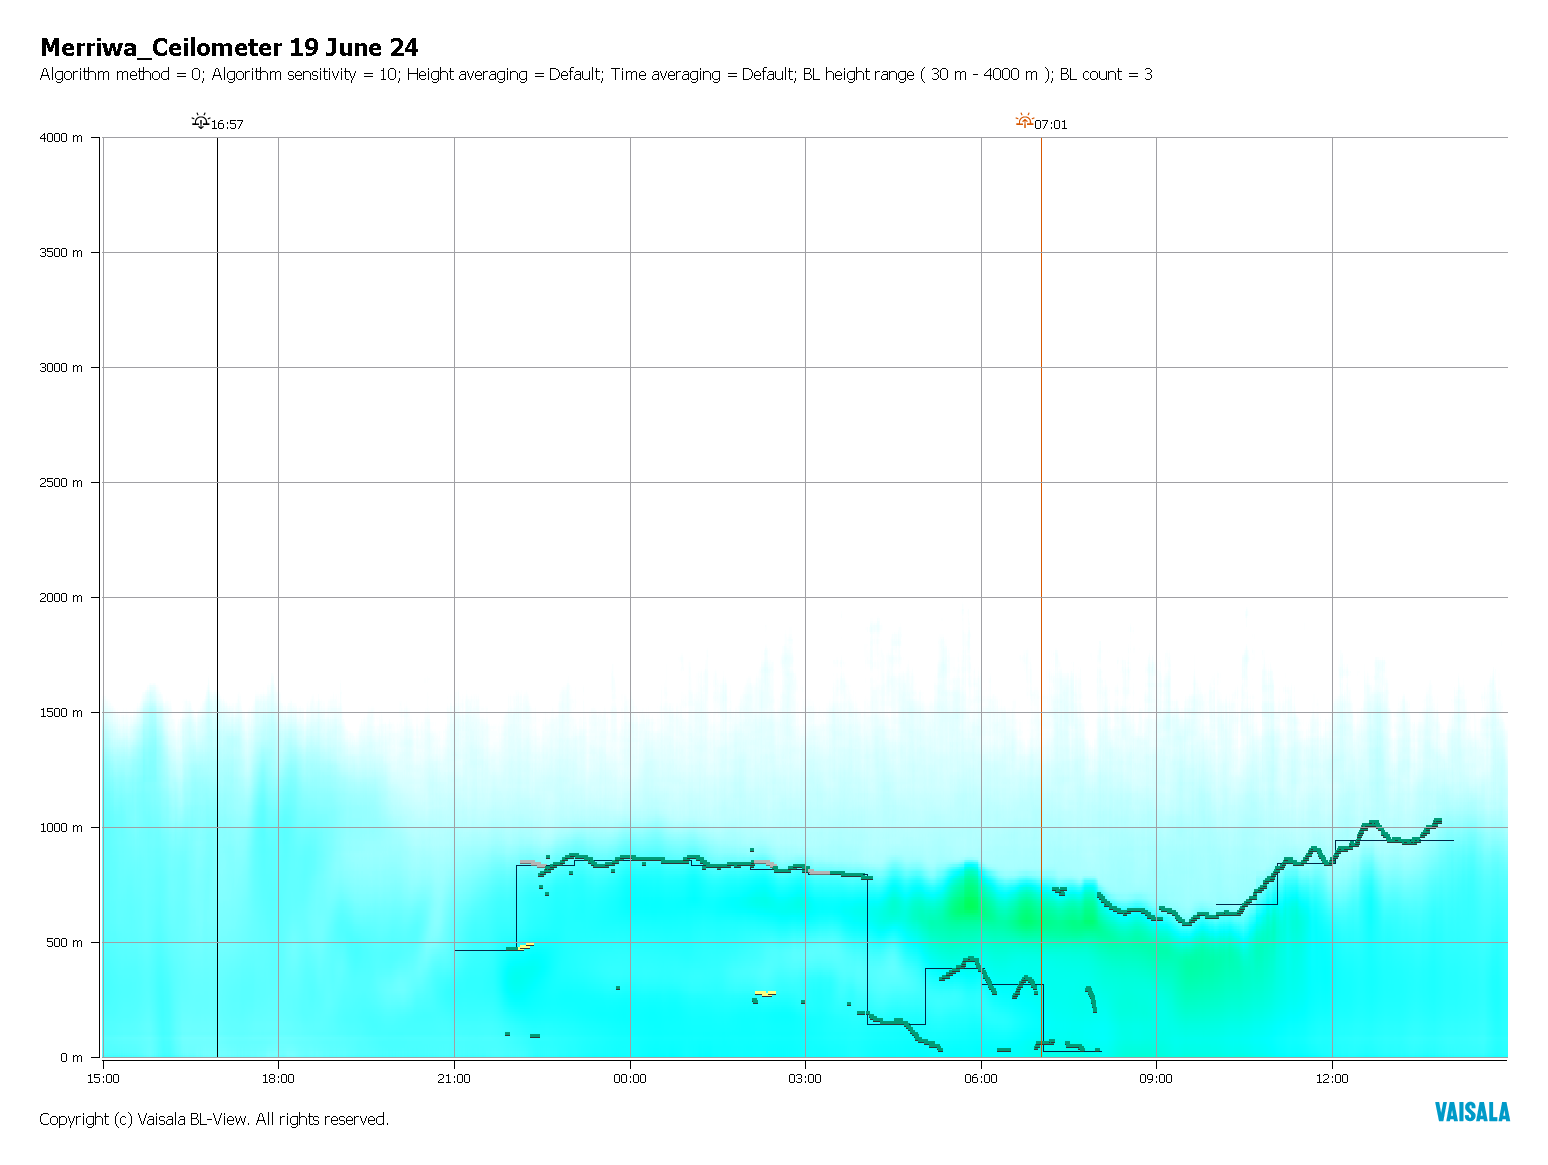 Merriwa_Ceilometer 19 June 24
Algorithm method = 0; Algorithm sensitivity = 10; Height averaging = Default; Time averaging = Default; BL height range ( 30 m - 4000 m ); BL count = 3
16:57
07:01
4000 m
3500 m
3000 m
2500 m
2000 m
1500 m
1000 m
500 m
0 m
15:00 18:00 21:00 00:00 03:00 06:00 09:00 12:00
Copyright (c) Vaisala BL-View. All rights reserved.
VAISALA